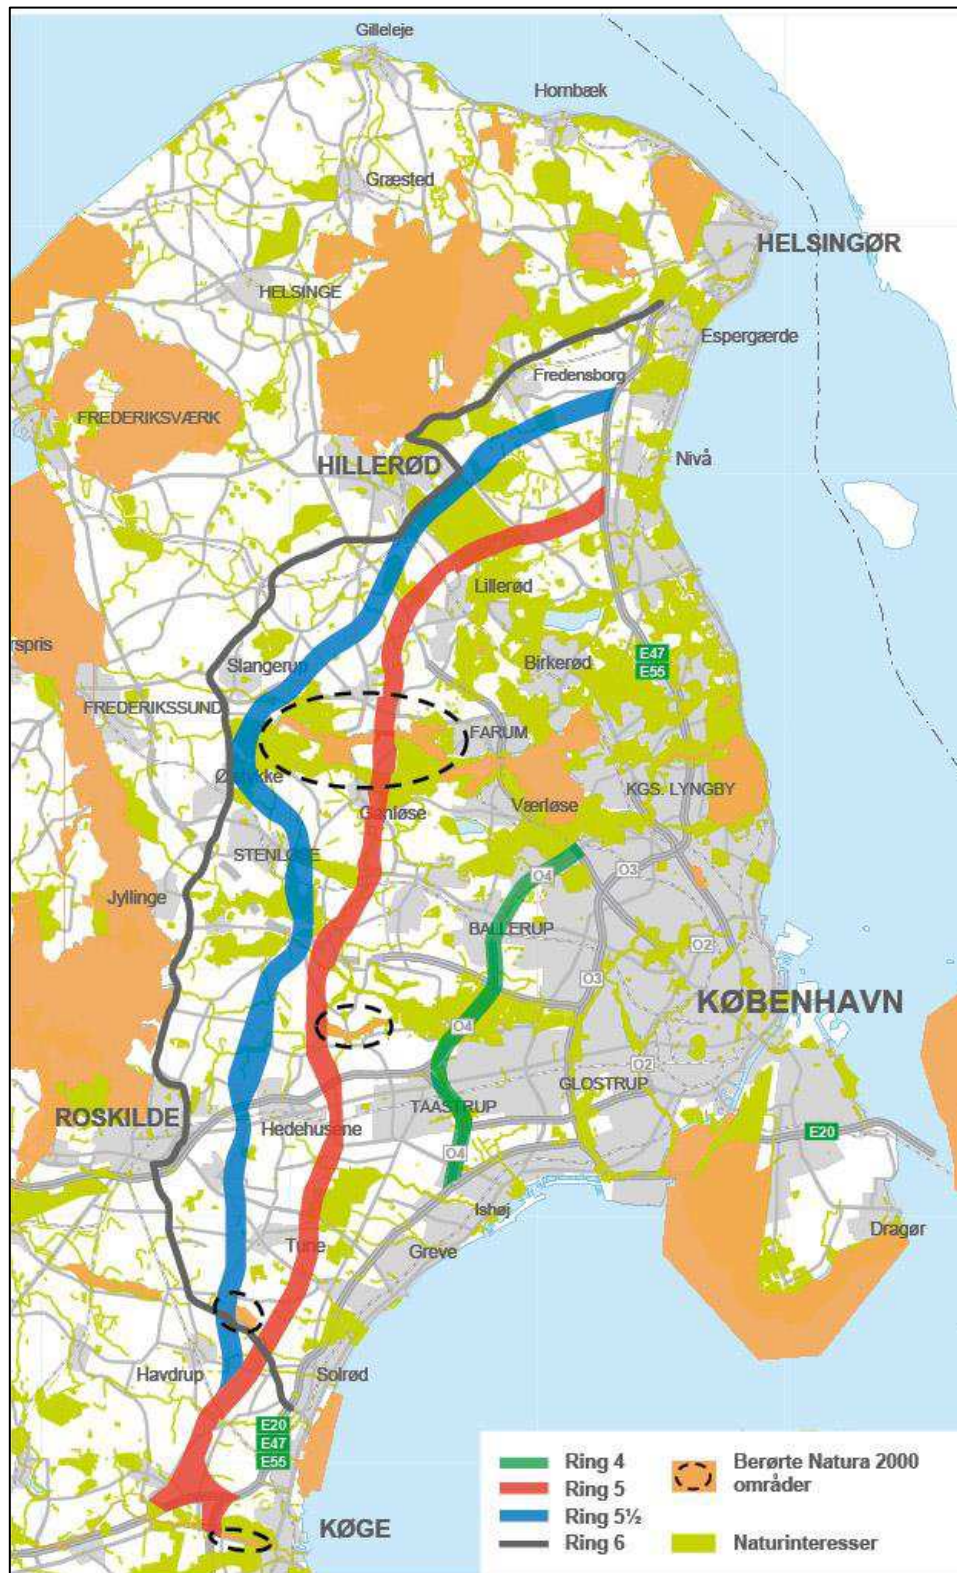 Gilleleje
Hornbæk
Græsted
HELSINGØR
HELSINGE
Espergærde
Fredensborg
FREDERIKSVÆRK
HILLERØD
Nivå
Lillerød
rspris
Slangerup
Birkerød
E47
E55
FREDERIKSSUND
FARUM
KGS. LYNGBY
Værløse
Ganløse
STENLØSE
O4
O3
Jyllinge
BALLERUP
O2
O3
KØBENHAVN
O4
O2
GLOSTRUP
TAASTRUP
ROSKILDE
Hedehusene
E20
O4
Ishøj
Dragør
Tune
Greve
Havdrup
Solrød
E20
E47
E55
KØGE
Ring 4
Ring 5
Ring 5½
Ring 6
Berørte Natura 2000
områder
Naturinteresser